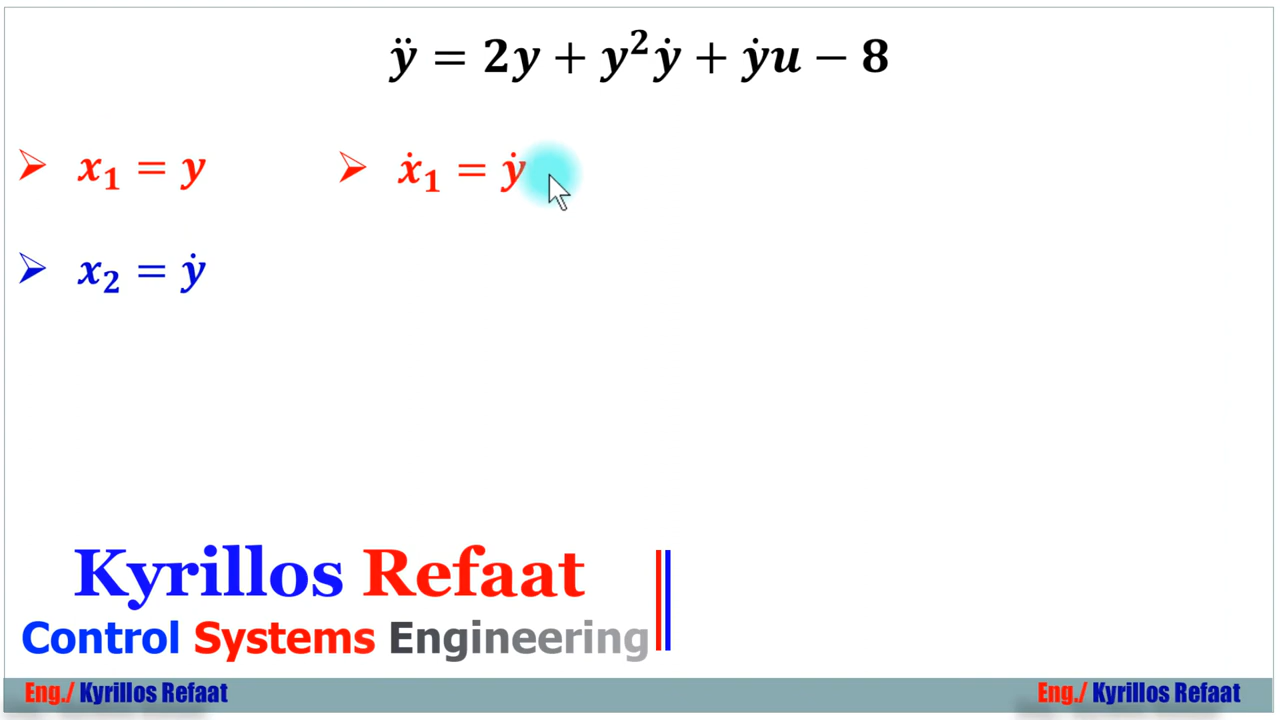 ÿ = 2y + y²ẏ + ẏu − 8
➢ x₁ = y ➢ ẋ₁ = ẏ
➢ x₂ = ẏ
Kyrillos Refaat
Control Systems Engineering
Eng./ Kyrillos Refaat Eng./ Kyrillos Refaat